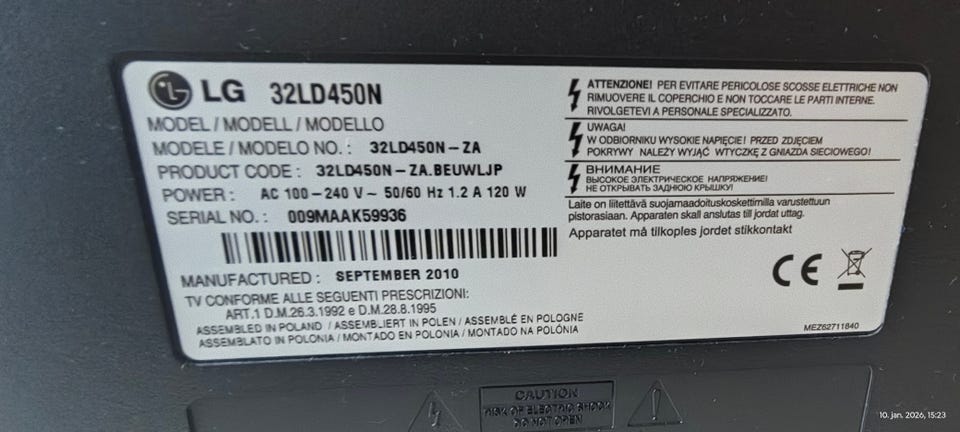 LG 32LD450N
MODEL / MODELL / MODELLO
MODELE / MODELO NO. : 32LD450N-ZA
PRODUCT CODE : 32LD450N-ZA.BEUWLJP
POWER : AC 100-240 V~ 50/60 Hz 1.2 A 120 W
SERIAL NO. : 009MAAK59936
MANUFACTURED : SEPTEMBER 2010
TV CONFORME ALLE SEGUENTI PRESCRIZIONI:
ART.1 D.M.26.3.1992 e D.M.28.8.1995
ASSEMBLED IN POLAND / ASSEMBLIERT IN POLEN / ASSEMBLÉ EN POLOGNE
ASSEMBLATO IN POLONIA / MONTADO EN POLONIA / MONTADO NA POLÓNIA
ATTENZIONE! PER EVITARE PERICOLOSE SCOSSE ELETTRICHE NON
RIMUOVERE IL COPERCHIO E NON TOCCARE LE PARTI INTERNE.
RIVOLGETEVI A PERSONALE SPECIALIZZATO.
UWAGA!
W ODBIORNIKU WYSOKIE NAPIĘCIE! PRZED ZDJĘCIEM
POKRYWY NALEŻY WYJĄĆ WTYCZKĘ Z GNIAZDA SIECIOWEGO!
ВНИМАНИЕ
ВЫСОКОЕ ЭЛЕКТРИЧЕСКОЕ НАПРЯЖЕНИЕ!
НЕ ОТКРЫВАТЬ ЗАДНЮЮ КРЫШКУ!
Laite on liitettävä suojamaadoituskoskettimilla varustettuun
pistorasiaan. Apparaten skall anslutas till jordat uttag.
Apparatet må tilkoples jordet stikkontakt
CE
MEZ62711840
CAUTION
RISK OF ELECTRIC SHOCK
DO NOT OPEN
10. jan. 2026, 15:23